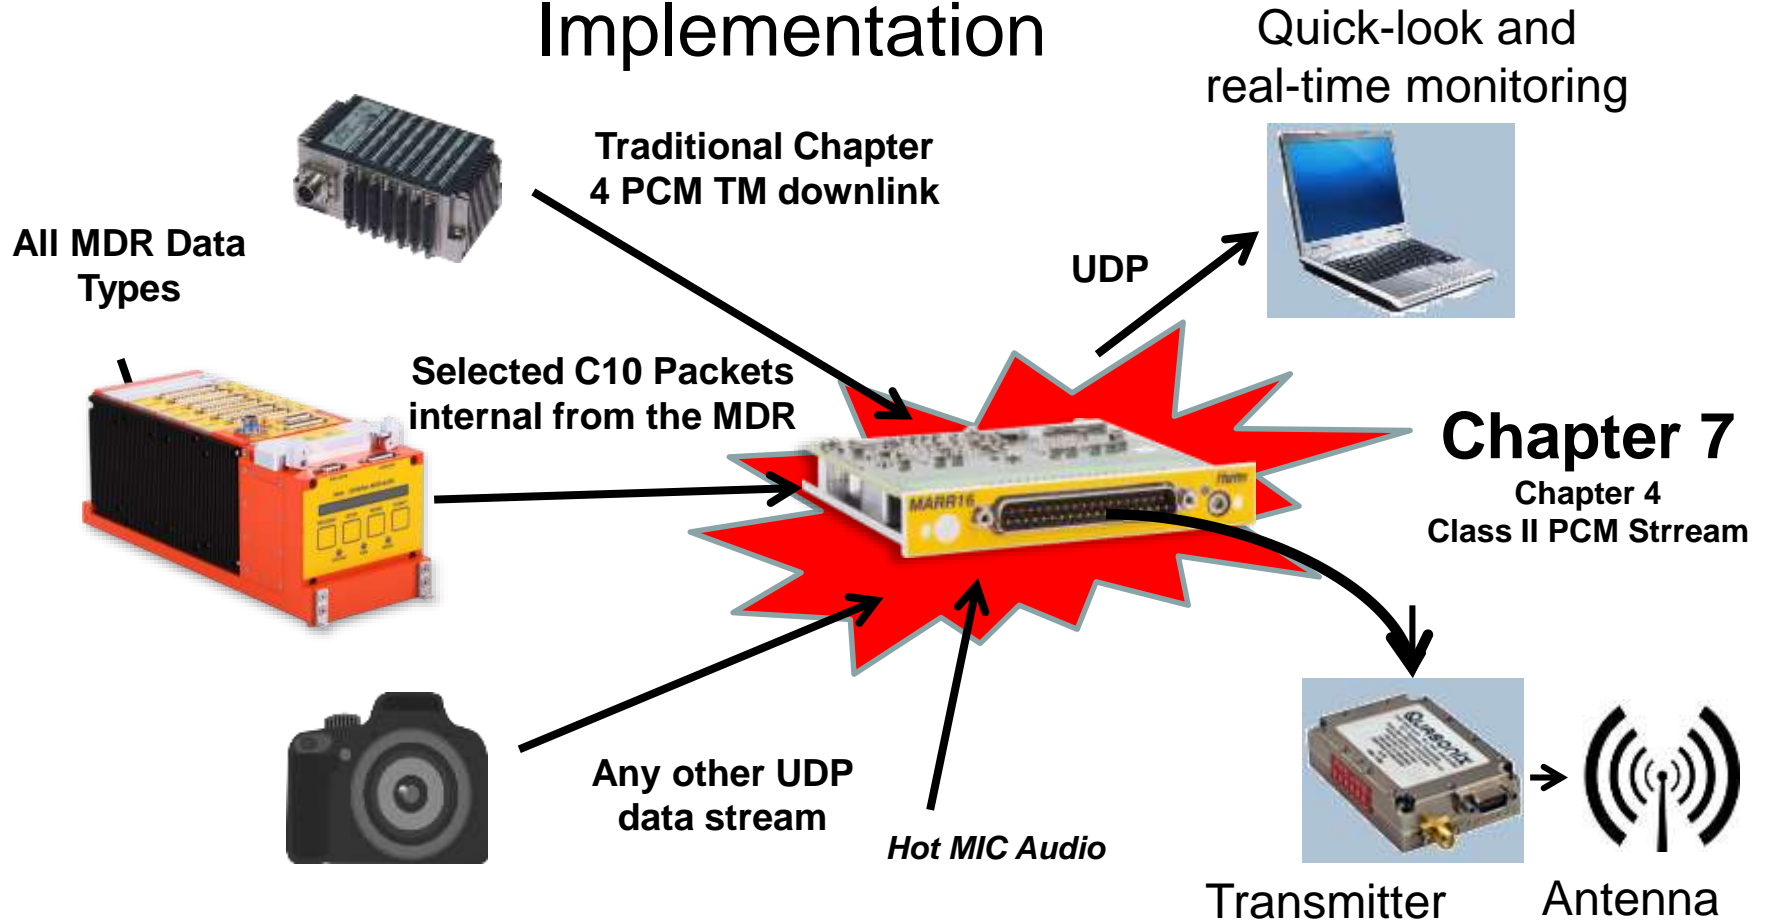 Implementation
Quick-look and
real-time monitoring
Traditional Chapter
4 PCM TM downlink
All MDR Data
Types
UDP
Selected C10 Packets
internal from the MDR
Chapter 7
Chapter 4
Class II PCM Strream
MARR16
Quasonix
Any other UDP
data stream
Hot MIC Audio
Transmitter
Antenna